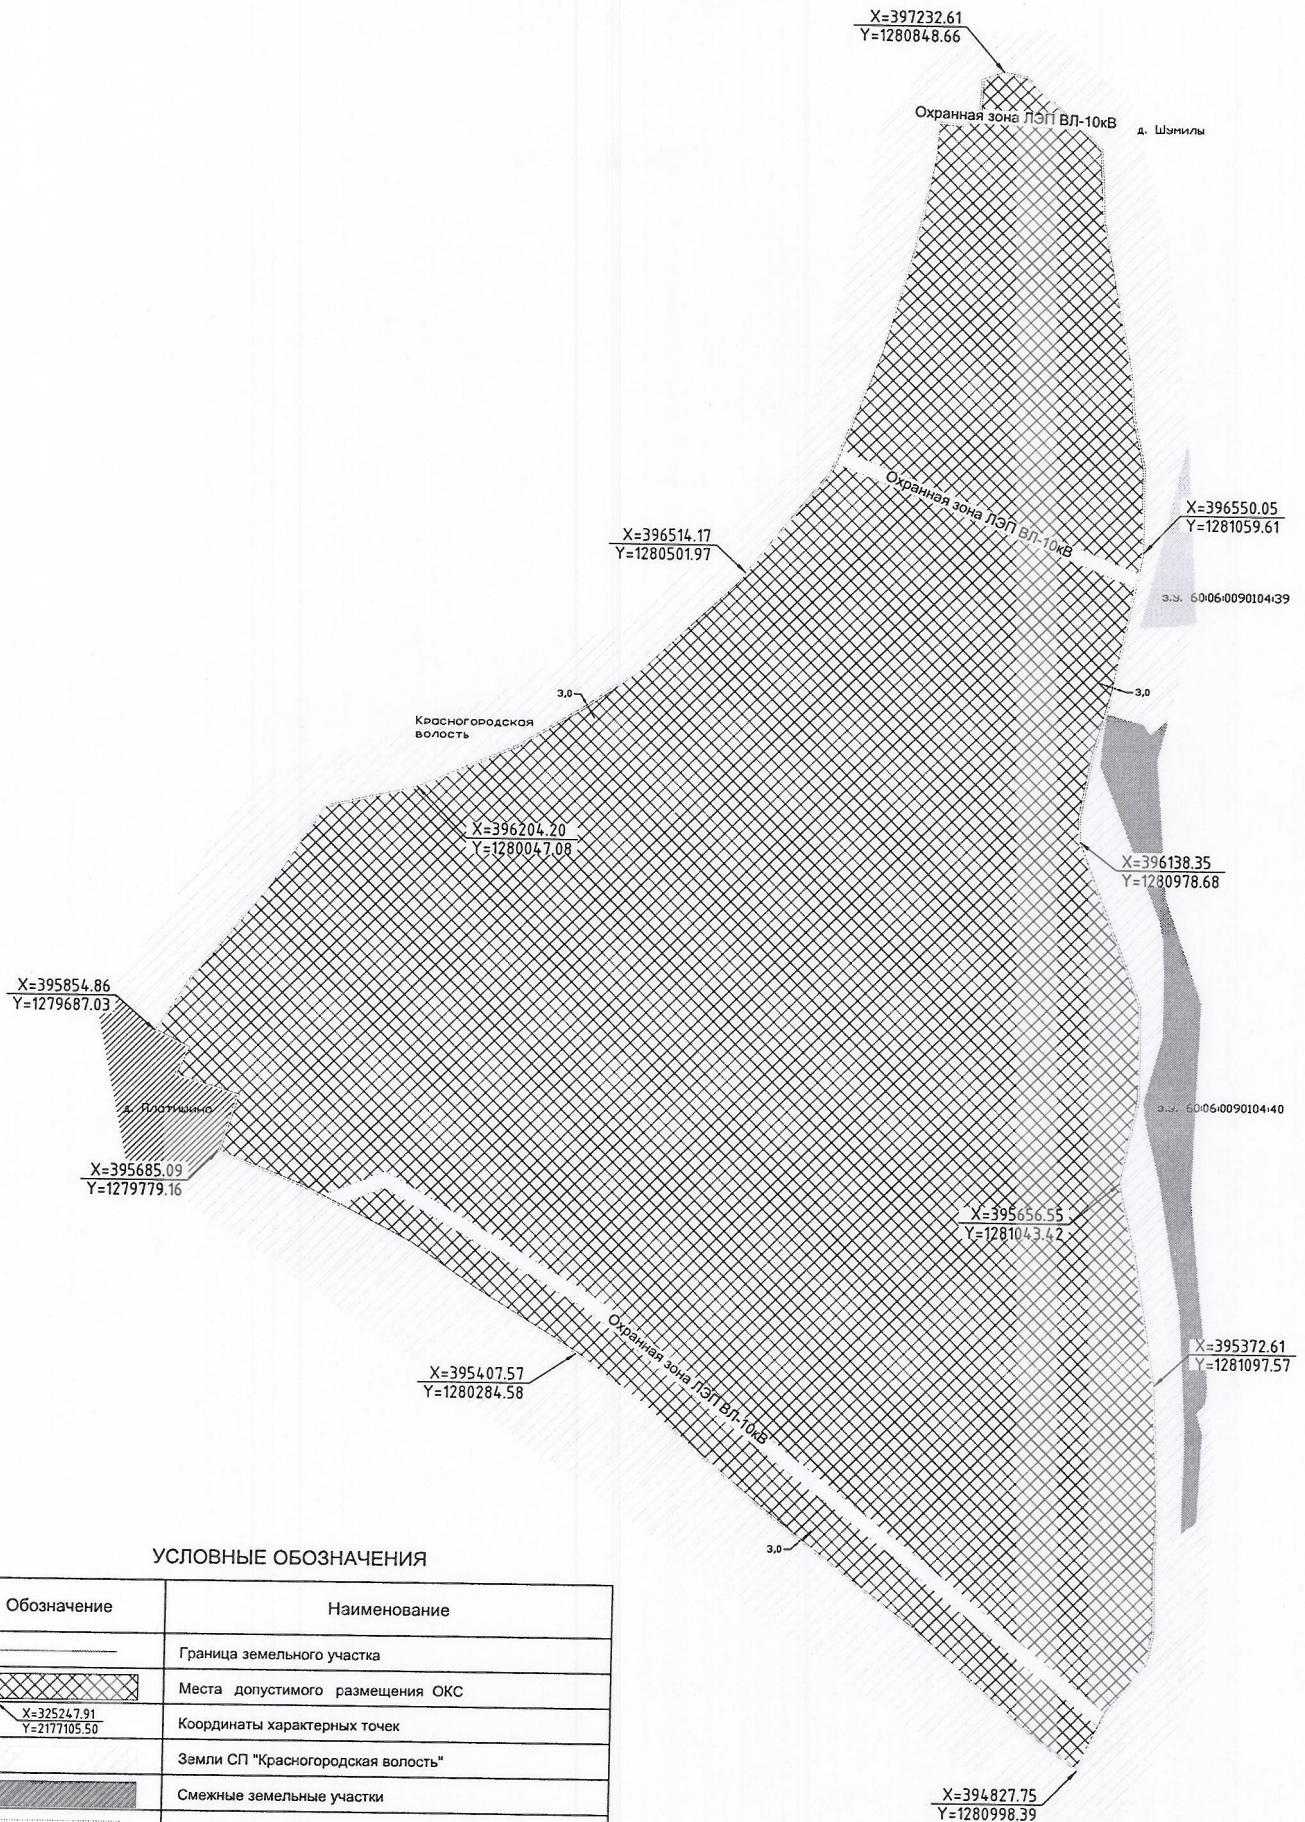 X=397232.61
Y=1280848.66
Охранная зона ЛЭП ВЛ-10кВ
д. Шумилы
Охранная зона ЛЭП ВЛ-10кВ
X=396550.05
Y=1281059.61
X=396514.17
Y=1280501.97
з.у. 60:06:0090104:39
3,0
3,0
Красногородская
волость
X=396204.20
Y=1280047.08
X=396138.35
Y=1280978.68
X=395854.86
Y=1279687.03
д. Платишино
з.у. 60:06:0090104:40
X=395685.09
Y=1279779.16
X=395656.55
Y=1281043.42
Охранная зона ЛЭП ВЛ-10кВ
X=395372.61
Y=1281097.57
X=395407.57
Y=1280284.58
3,0
УСЛОВНЫЕ ОБОЗНАЧЕНИЯ
Обозначение
Наименование
Граница земельного участка
Места допустимого размещения ОКС
X=325247.91
Y=2177105.50
Координаты характерных точек
Земли СП "Красногородская волость"
Смежные земельные участки
X=394827.75
Y=1280998.39